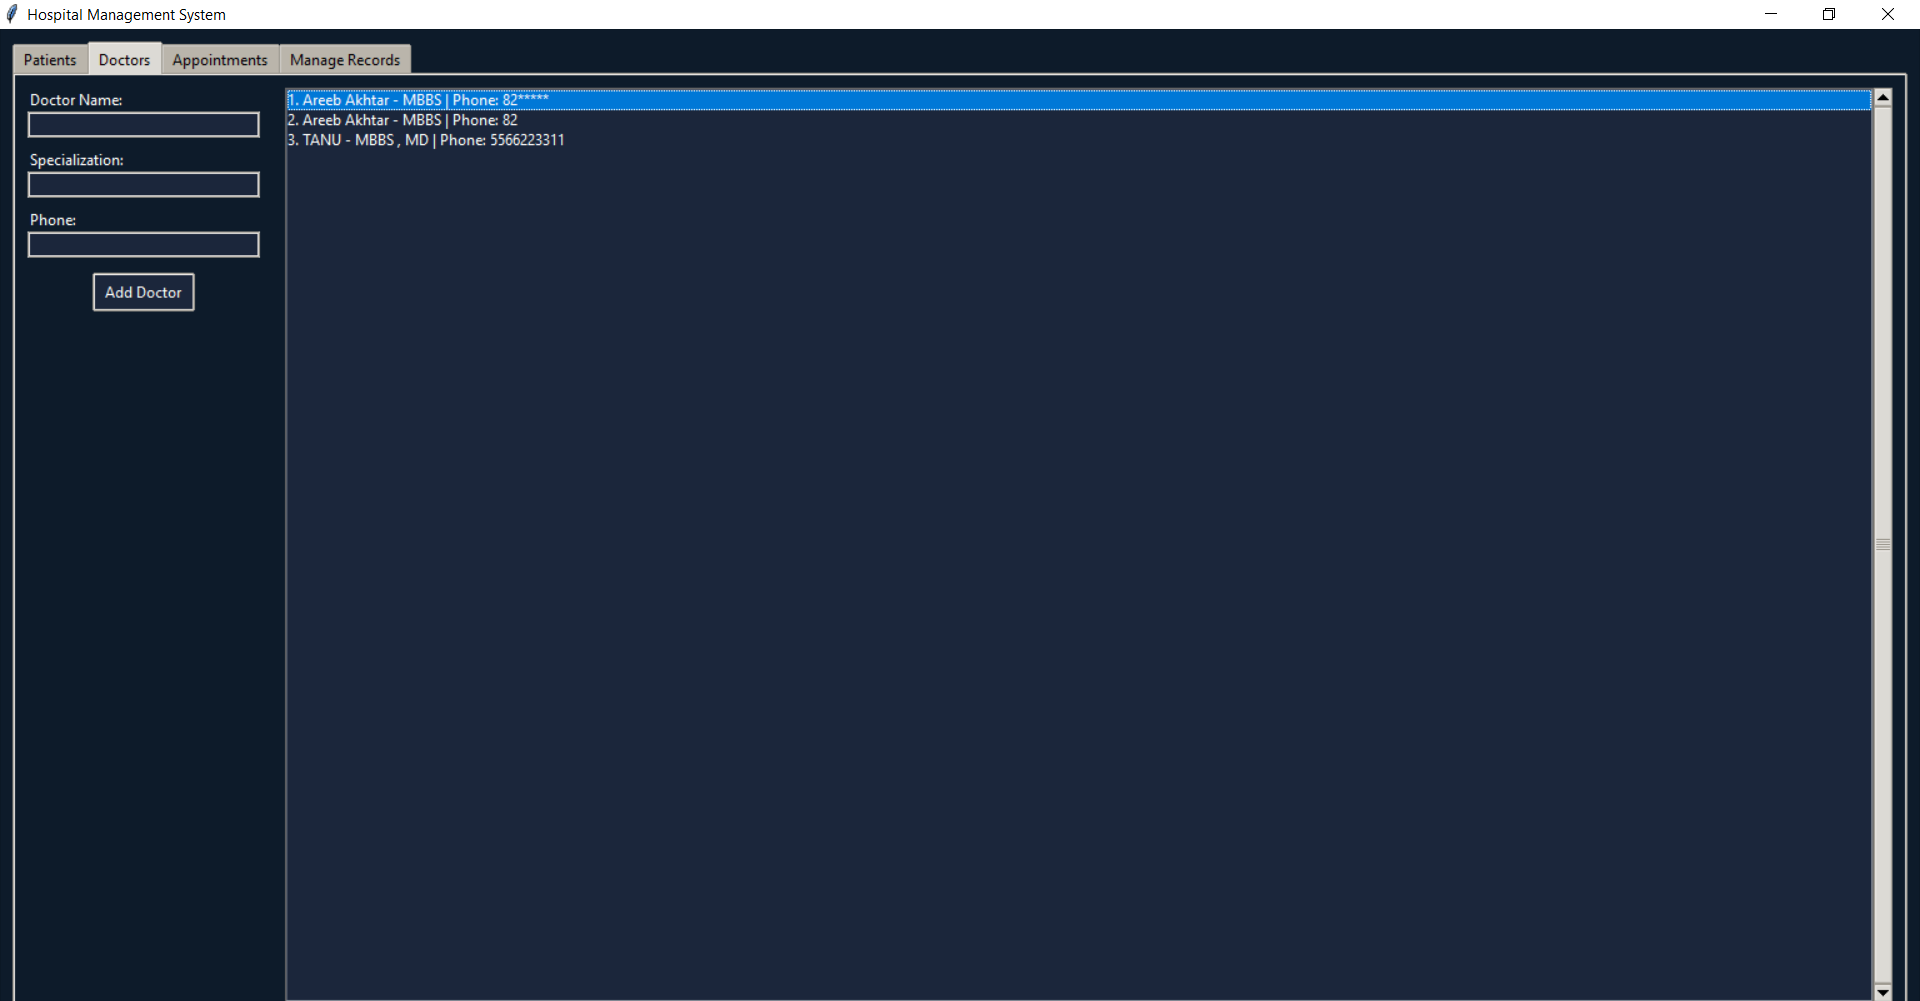 Hospital Management System
Patients Doctors Appointments Manage Records
Doctor Name:
Specialization:
Phone:
Add Doctor
1. Areeb Akhtar - MBBS | Phone: 82*****
2. Areeb Akhtar - MBBS | Phone: 82
3. TANU - MBBS , MD | Phone: 5566223311